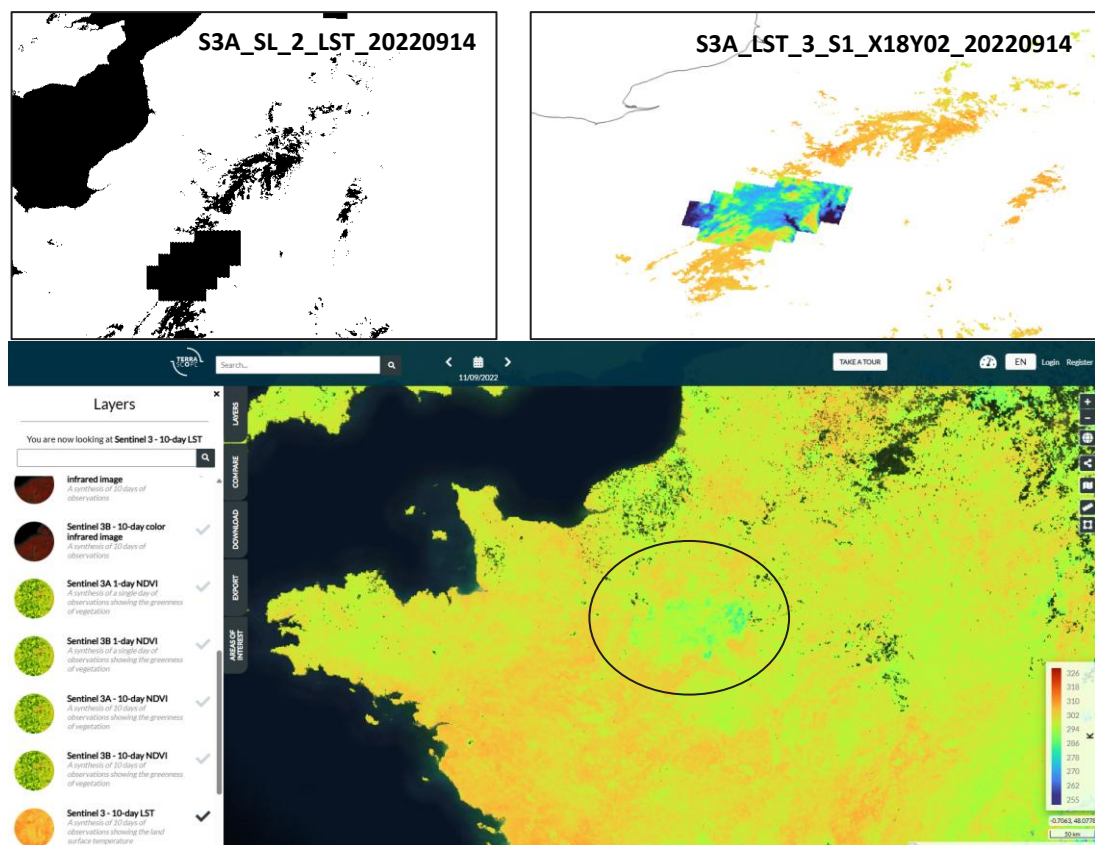 S3A_SL_2_LST_20220914
S3A_LST_3_S1_X18Y02_20220914
TERRA
SCOPE
Search...
11/09/2022
TAKE A TOUR
EN
Login
Register
Layers
×
You are now looking at Sentinel 3 - 10-day LST
infrared image
A synthesis of 10 days of
observations
Sentinel 3B - 10-day color
infrared image
A synthesis of 10 days of
observations
Sentinel 3A 1-day NDVI
A synthesis of a single day of
observations showing the greenness
of vegetation
Sentinel 3B 1-day NDVI
A synthesis of a single day of
observations showing the greenness
of vegetation
Sentinel 3A - 10-day NDVI
A synthesis of 10 days of
observations showing the greenness
of vegetation
Sentinel 3B - 10-day NDVI
A synthesis of 10 days of
observations showing the greenness
of vegetation
Sentinel 3 - 10-day LST
A synthesis of 10 days of
observations showing the land
surface temperature
LAYERS
COMPARE
DOWNLOAD
EXPORT
AREAS OF
INTEREST
+
−
326
318
310
302
294
286
278
270
262
255
K
-0.7063, 48.0778
50 km